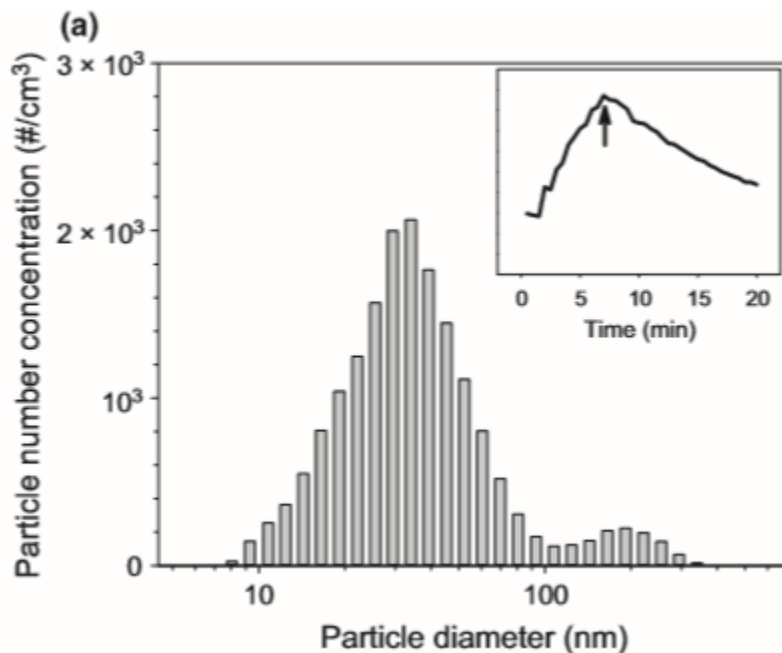 (a)
Particle number concentration (#/cm³)
3 × 10³
2 × 10³
10³
0
10
100
Particle diameter (nm)
0
5
10
15
20
Time (min)